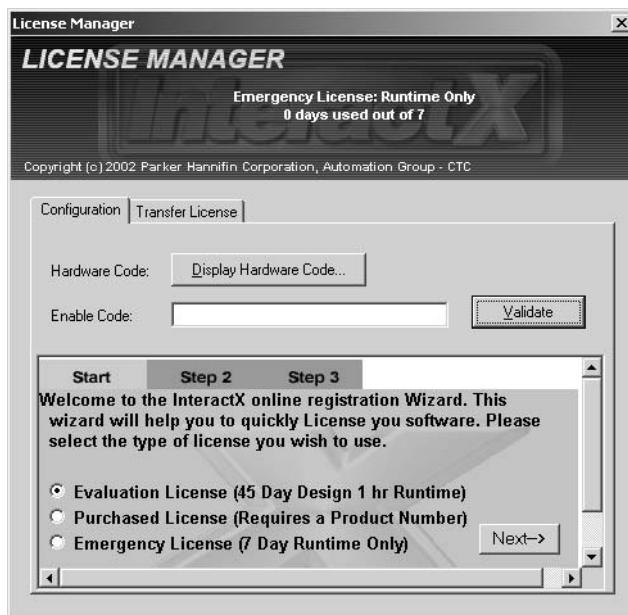 License Manager
LICENSE MANAGER
InteractX
Emergency License: Runtime Only
0 days used out of 7
Copyright (c) 2002 Parker Hannifin Corporation, Automation Group - CTC
Configuration Transfer License
Hardware Code: Display Hardware Code...
Enable Code: Validate
Start Step 2 Step 3
Welcome to the InteractX online registration Wizard. This
wizard will help you to quickly License you software. Please
select the type of license you wish to use.
Evaluation License (45 Day Design 1 hr Runtime)
Purchased License (Requires a Product Number)
Emergency License (7 Day Runtime Only) Next-->